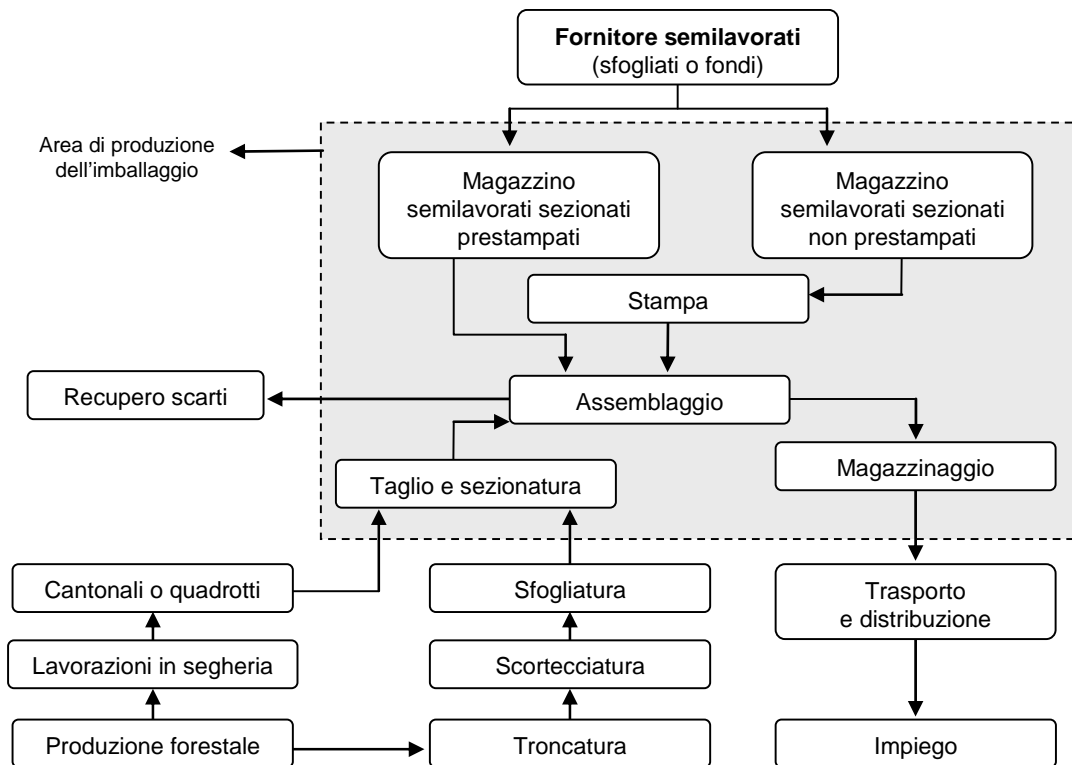 Fornitore semilavorati
(sfogliati o fondi)
Area di produzione
dell'imballaggio
Magazzino
semilavorati sezionati
prestampati
Magazzino
semilavorati sezionati
non prestampati
Stampa
Recupero scarti
Assemblaggio
Magazzinaggio
Taglio e sezionatura
Cantonali o quadrotti
Sfogliatura
Trasporto
e distribuzione
Lavorazioni in segheria
Scortecciatura
Produzione forestale
Troncatura
Impiego